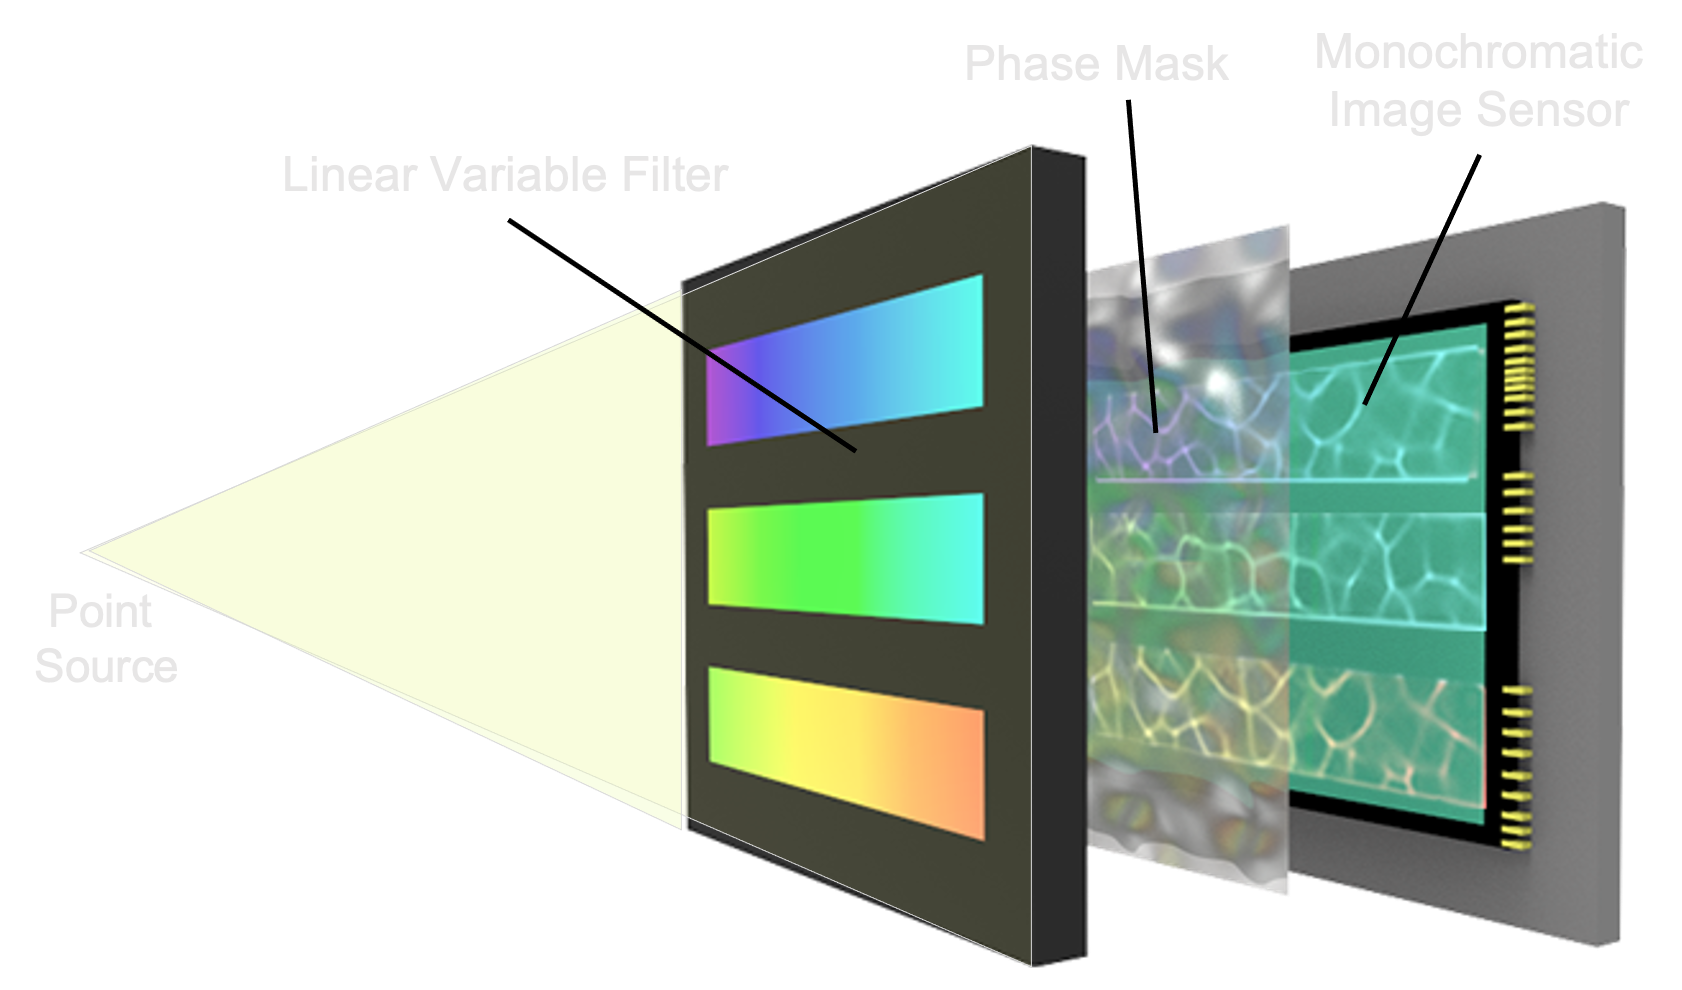 Phase Mask
Monochromatic
Image Sensor
Linear Variable Filter
Point
Source